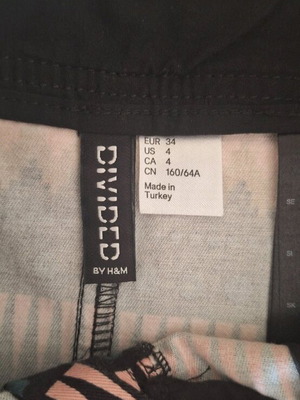 DIVIDED
BY H&M
EUR 34
US 4
CA 4
CN 160/64A
Made in
Turkey